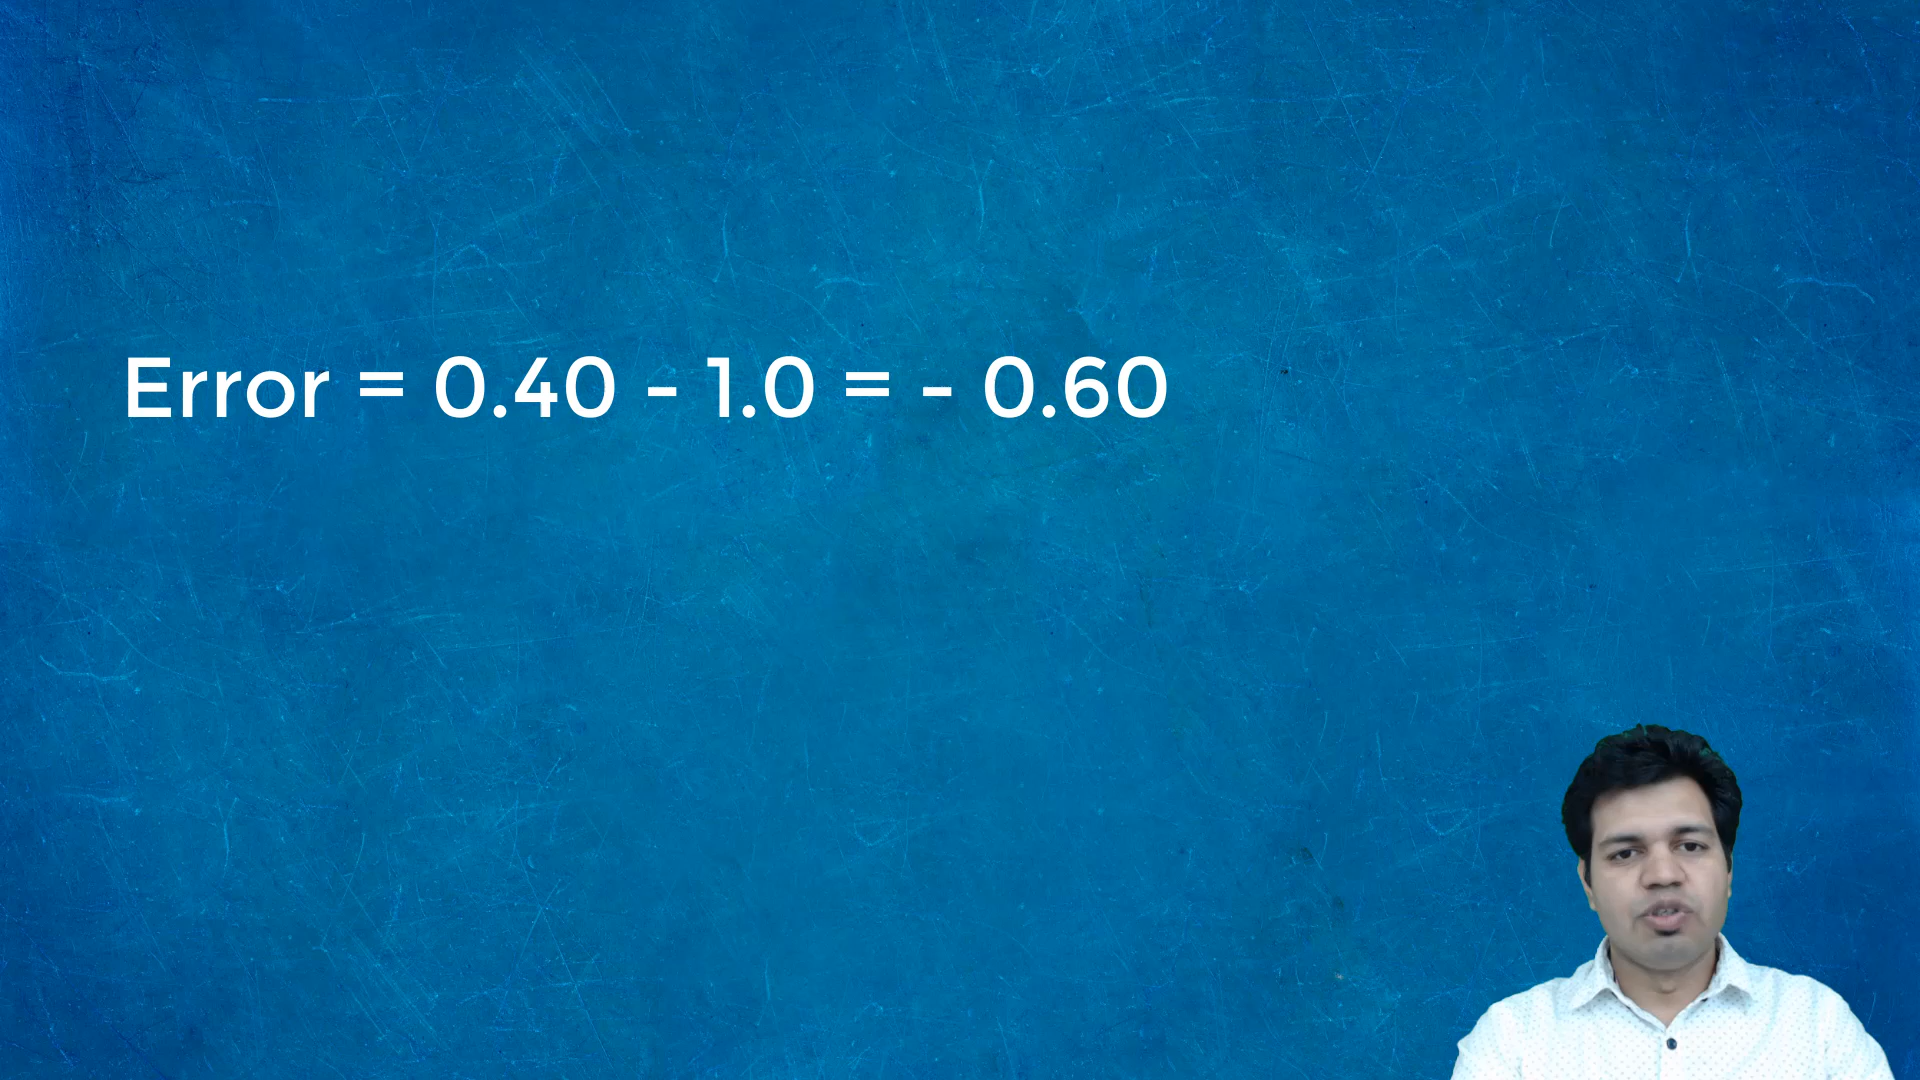 Error = 0.40 - 1.0 = - 0.60